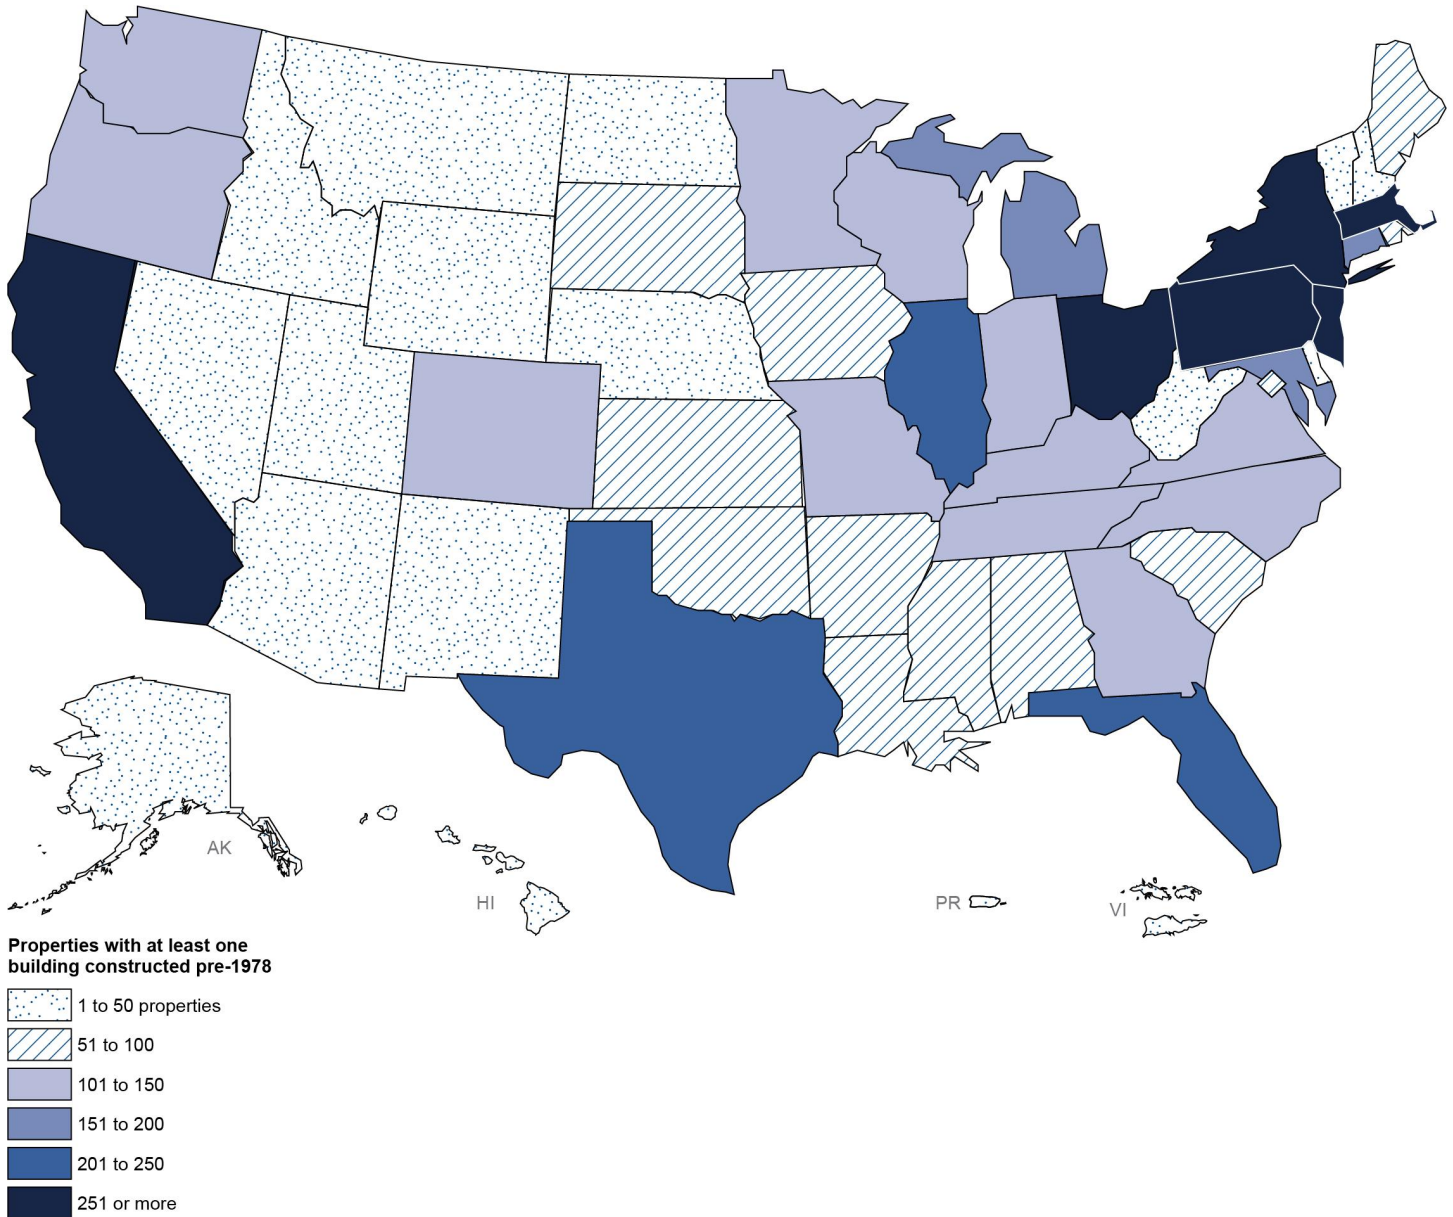 AK
HI
PR
VI
Properties with at least one
building constructed pre-1978
1 to 50 properties
51 to 100
101 to 150
151 to 200
201 to 250
251 or more